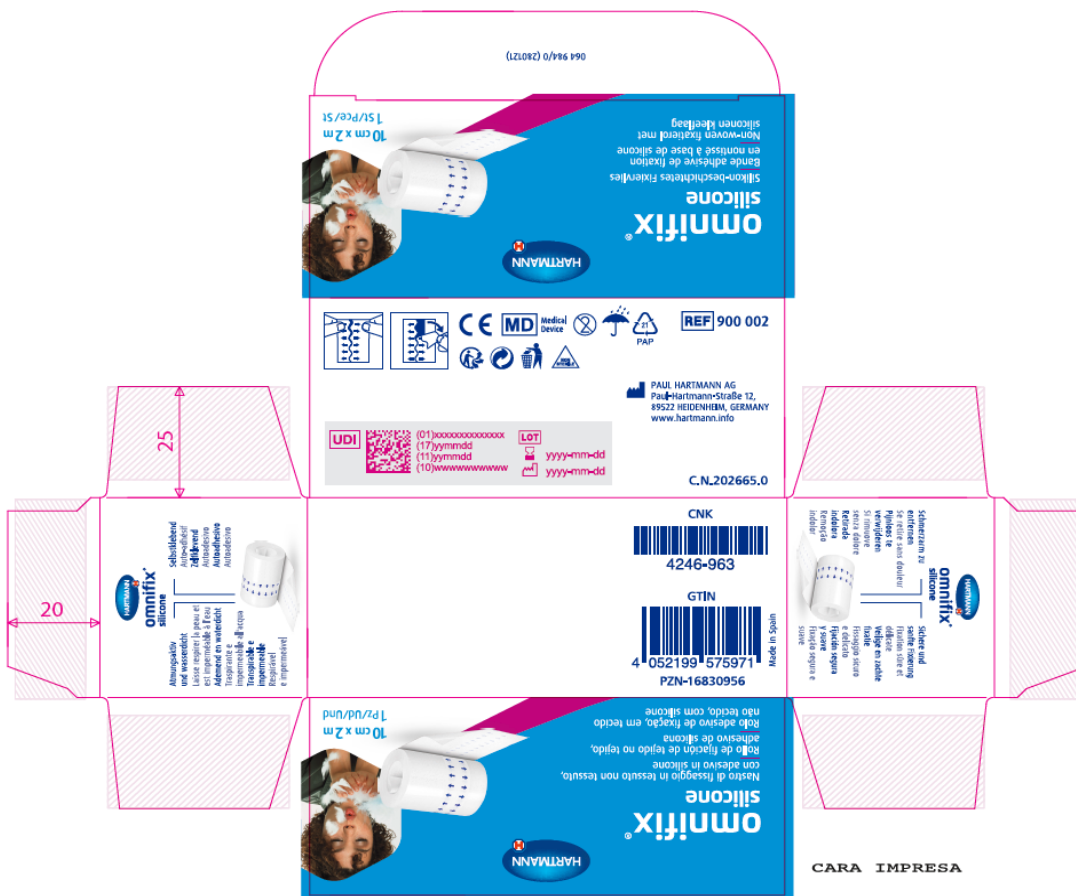 064 984/0 (280121)
10 cm x 2 m
1 St/Pce/St
Silikon-beschichtetes Fixiervlies
Bande adhésive de fixation
en nontissé à base de silicone
Non-woven fixatierol met
siliconen kleeflaag
omnifix®
silicone
HARTMANN
CE
MD
Medical
Device
2
21
PAP
REF 900 002
PAUL HARTMANN AG
Paul-Hartmann-Straße 12,
89522 HEIDENHEIM, GERMANY
www.hartmann.info
UDI
(01)xxxxxxxxxxxxxx
(17)yymmdd
(11)yymmdd
(10)wwwwwwwwww
LOT
yyyy-mm-dd
yyyy-mm-dd
C.N.202665.0
25
20
Selbstklebend
Auto-adhésif
Zelfklevend
Autoadesivo
Autoadhesivo
Autoadesivo
HARTMANN
omnifix®
silicone
Atmungsaktiv
und wasserdicht
Laisse respirer la peau et
est imperméable à l'eau
Ademend en waterdicht
Traspirante e
impermeabile all'acqua
Transpirable e
impermeable
Respirável
e impermeável
CNK
4246-963
GTIN
4 052199 575971
PZN-16830956
Made in Spain
Schmerzarm zu
entfernen
Se retire sans douleur
Pijnloos te
verwijderen
Si rimuove
senza dolore
Retirada
indolora
Remoção
indolor
HARTMANN
omnifix®
silicone
Sichere und
sanfte Fixierung
Fixation sûre et
délicate
Veilige en zachte
fixatie
Fissaggio sicuro
e delicato
Fijación segura
y suave
Fixação segura e
suave
10 cm x 2 m
1 Pz/Ud/Und
Nastro di fissaggio in tessuto non tessuto,
con adesivo in silicone
Rollo de fijación de tejido no tejido,
adhesivo de silicona
Rolo adesivo de fixação, em tecido
não tecido, com silicone
omnifix®
silicone
HARTMANN
CARA IMPRESA